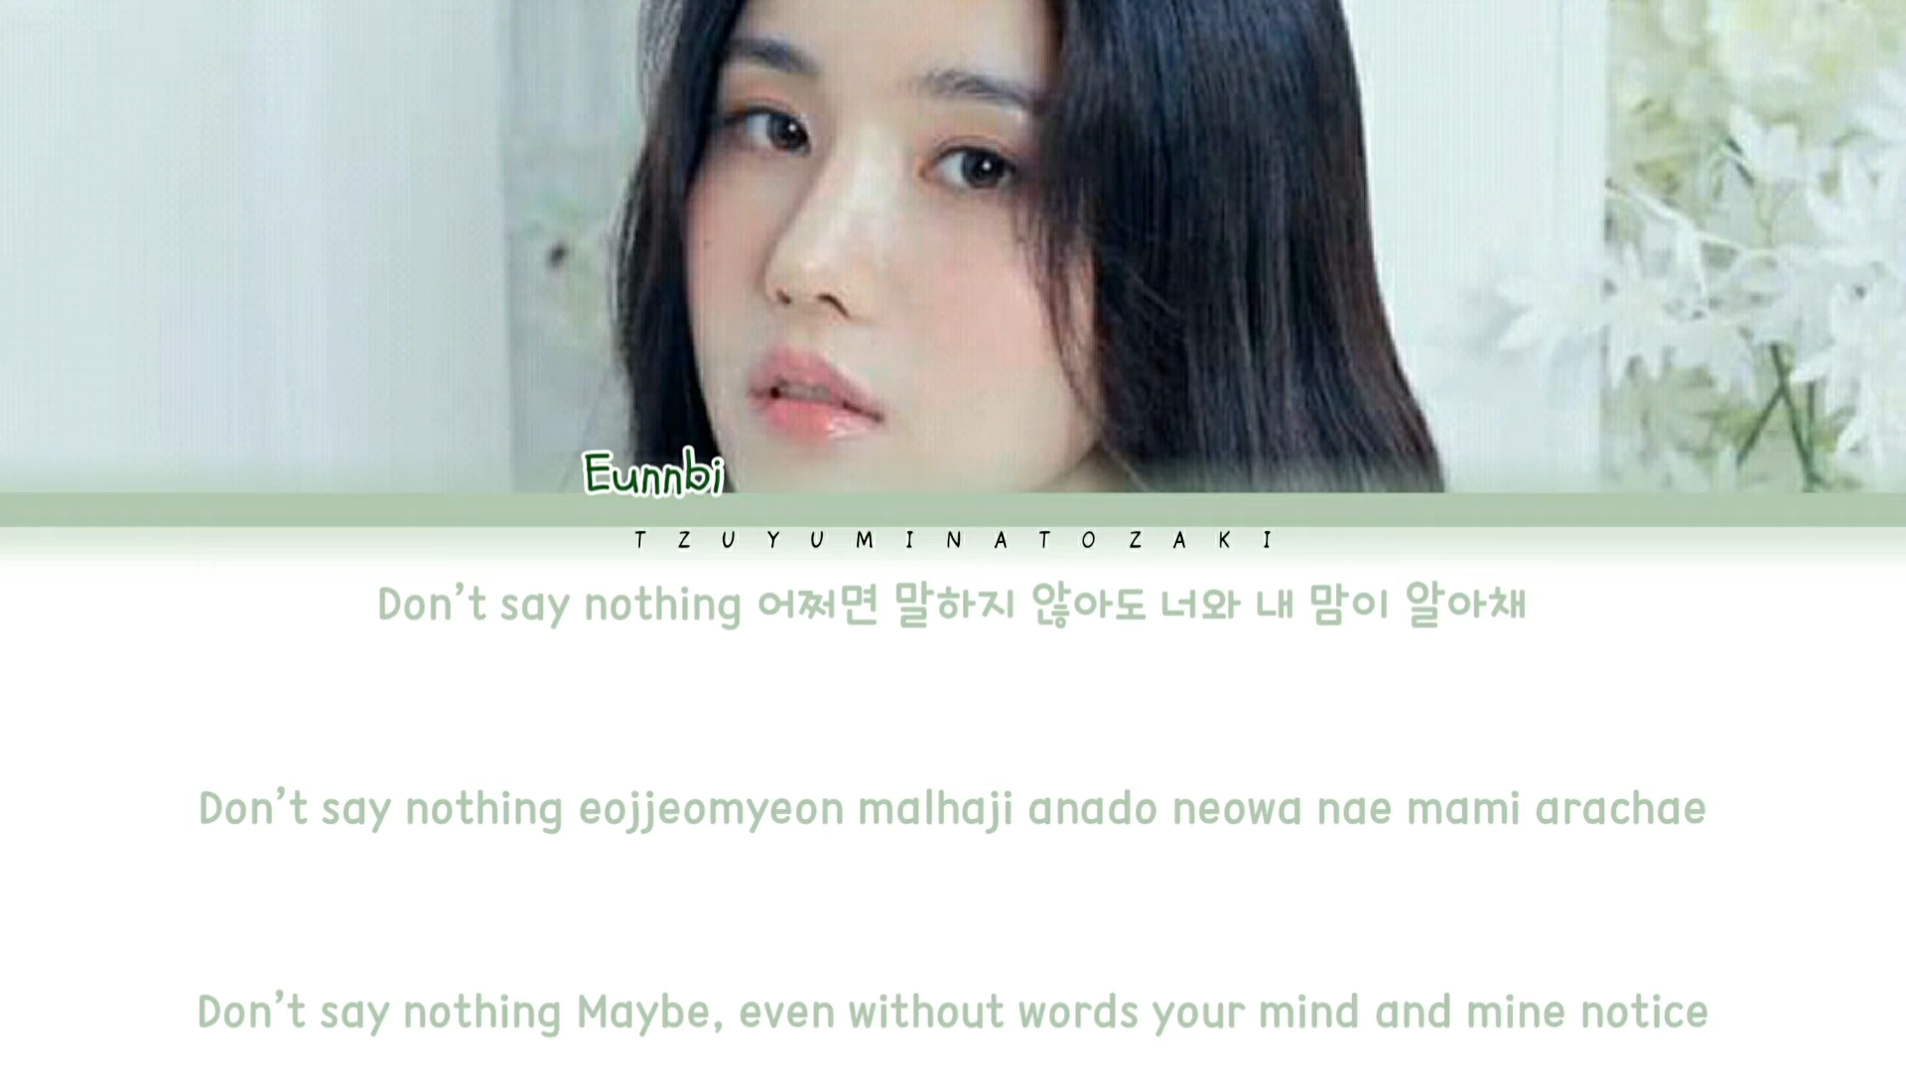 Eunnbi
TZUYUMINATOZAKI
Don’t say nothing 어쩌면 말하지 않아도 너와 내 맘이 알아채
Don’t say nothing eojjeomyeon malhaji anado neowa nae mami arachae
Don’t say nothing Maybe, even without words your mind and mine notice